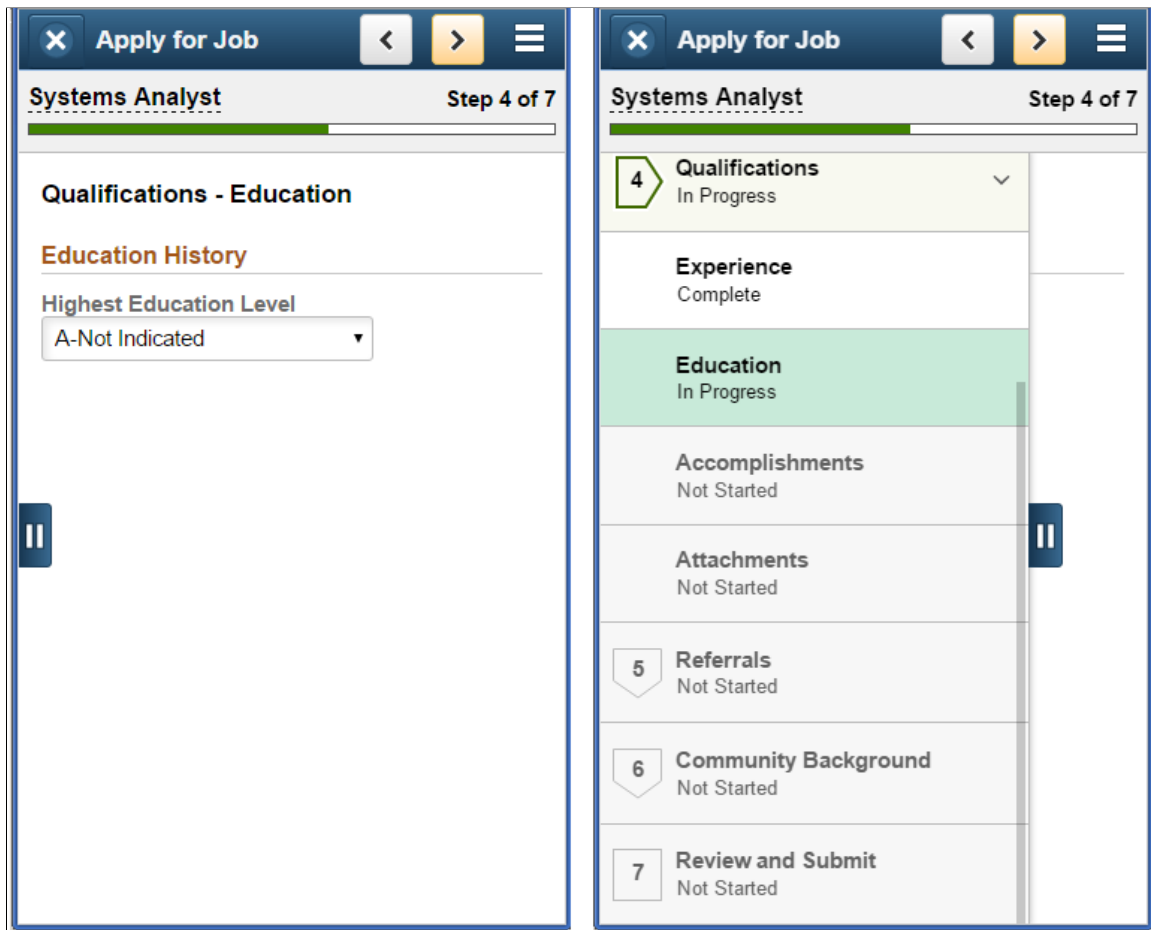 Apply for Job
Systems Analyst
Step 4 of 7
Qualifications - Education
Education History
Highest Education Level
A-Not Indicated
Apply for Job
Systems Analyst
Step 4 of 7
4
Qualifications
In Progress
Experience
Complete
Education
In Progress
Accomplishments
Not Started
Attachments
Not Started
5
Referrals
Not Started
6
Community Background
Not Started
7
Review and Submit
Not Started